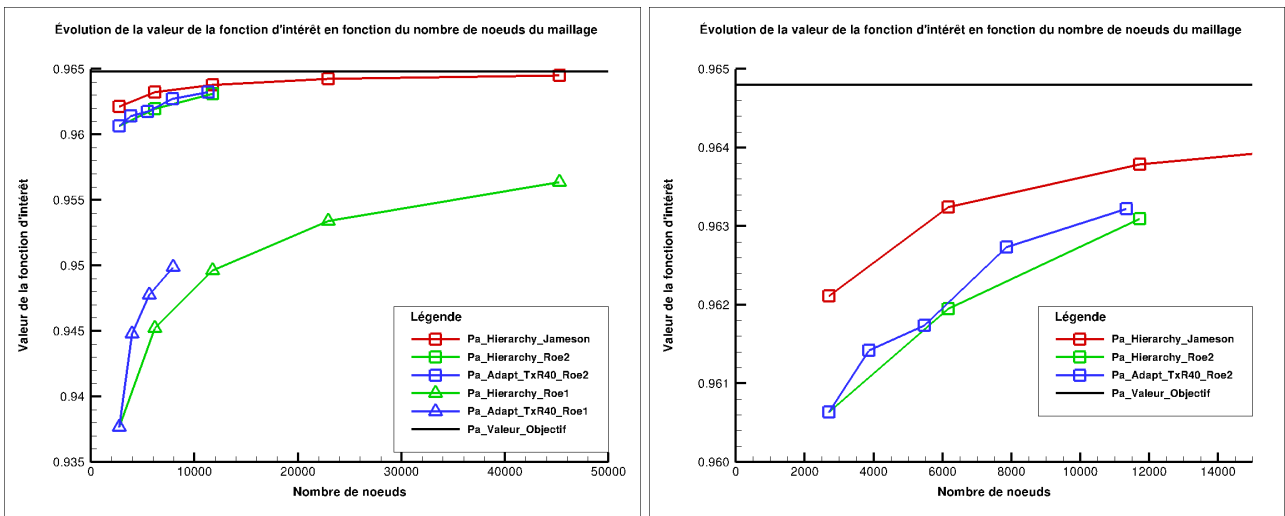 Évolution de la valeur de la fonction d'intérêt en fonction du nombre de noeuds du maillage
0.965
0.96
0.955
0.95
0.945
0.94
0.935
Valeur de la fonction d'intérêt
0
10000
20000
30000
40000
50000
Nombre de noeuds
Légende
Pa_Hierarchy_Jameson
Pa_Hierarchy_Roe2
Pa_Adapt_TxR40_Roe2
Pa_Hierarchy_Roe1
Pa_Adapt_TxR40_Roe1
Pa_Valeur_Objectif
Évolution de la valeur de la fonction d'intérêt en fonction du nombre de noeuds du maillage
0.965
0.964
0.963
0.962
0.961
0.960
Valeur de la fonction d'intérêt
0
2000
4000
6000
8000
10000
12000
14000
Nombre de noeuds
Légende
Pa_Hierarchy_Jameson
Pa_Hierarchy_Roe2
Pa_Adapt_TxR40_Roe2
Pa_Valeur_Objectif